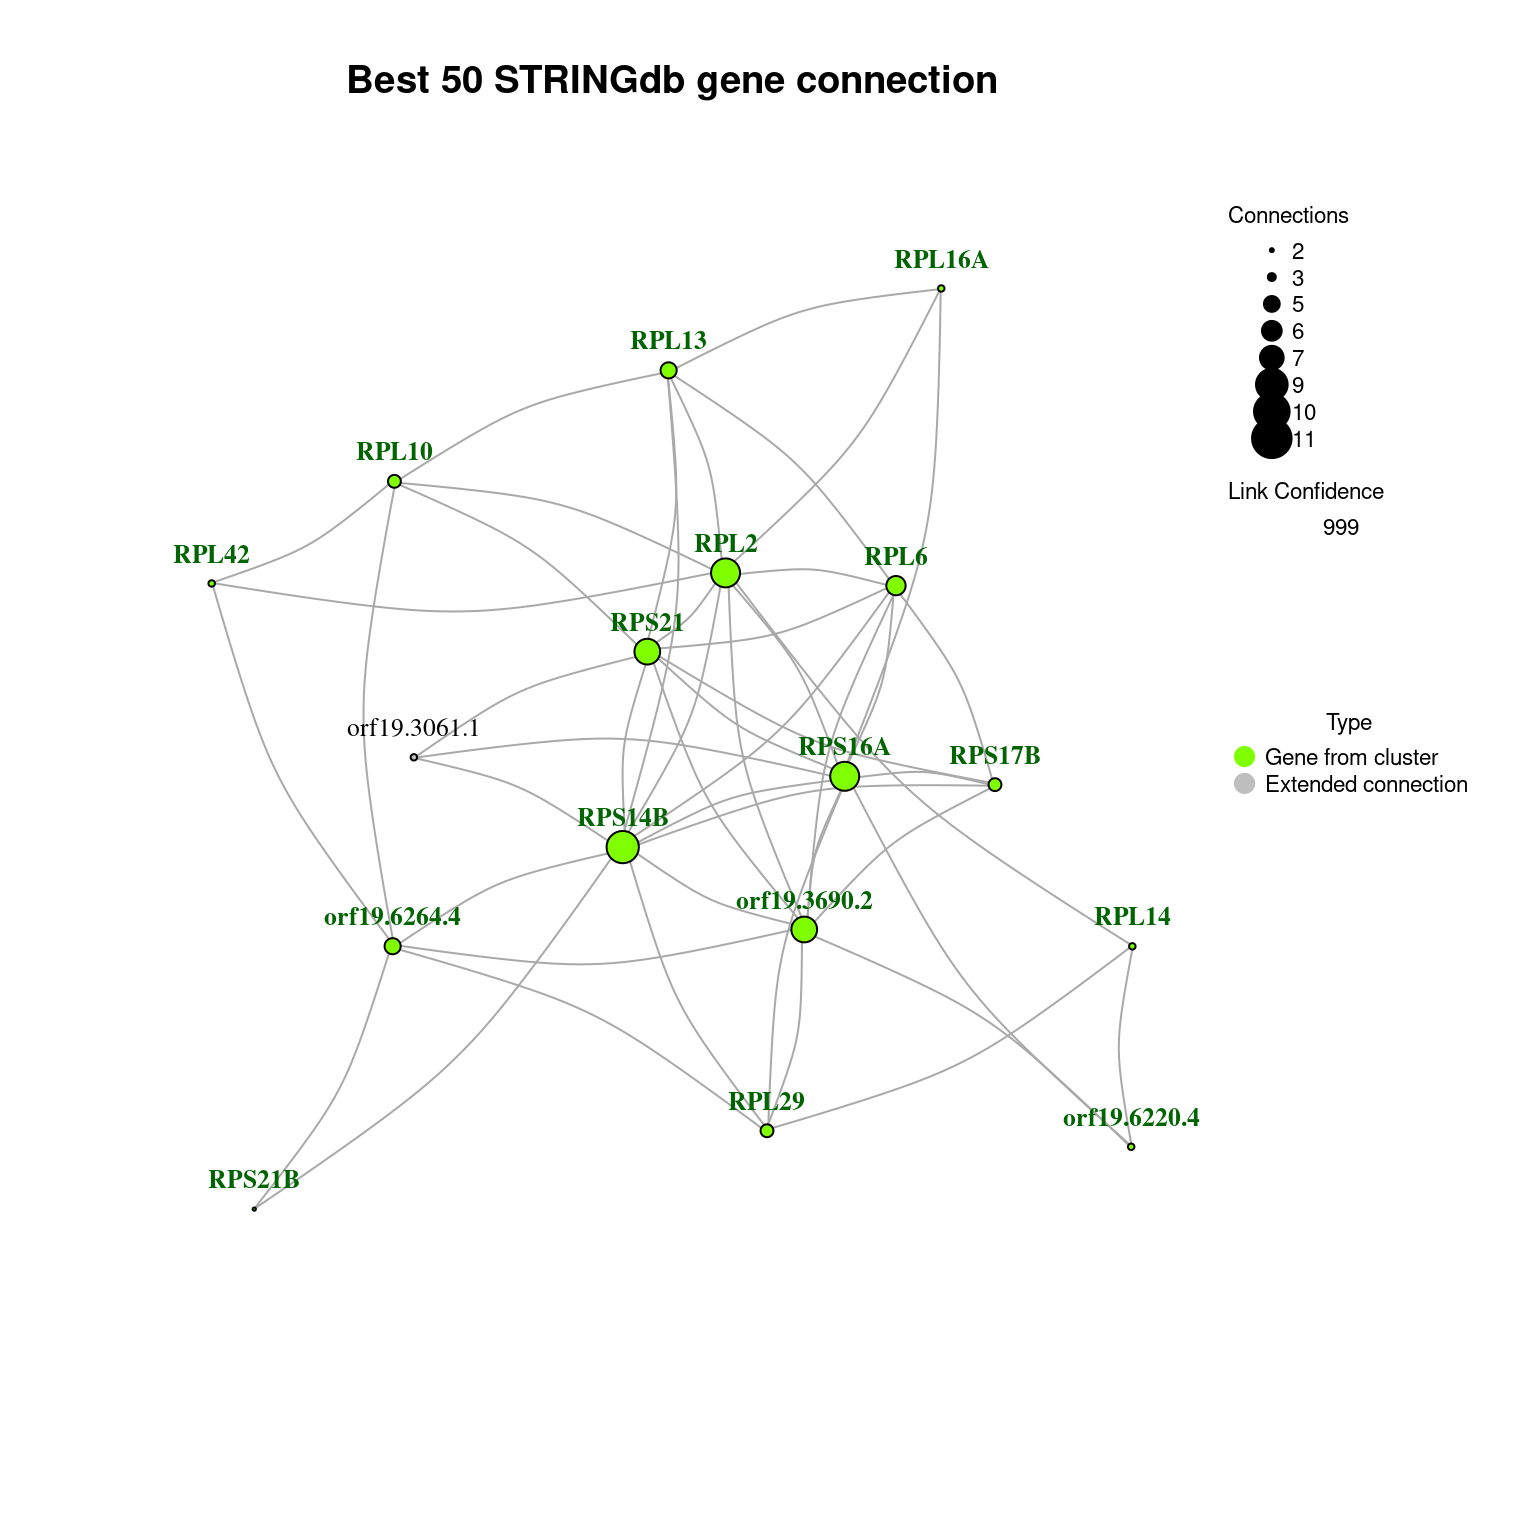 Best 50 STRINGdb gene connection
Connections
2
3
5
6
7
9
10
11
Link Confidence
999
Type
Gene from cluster
Extended connection
RPL16A
RPL13
RPL10
RPL42
RPL2
RPL6
RPS21
orf19.3061.1
RPS16A
RPS17B
RPS14B
orf19.3690.2
orf19.6264.4
RPL14
RPL29
orf19.6220.4
RPS21B